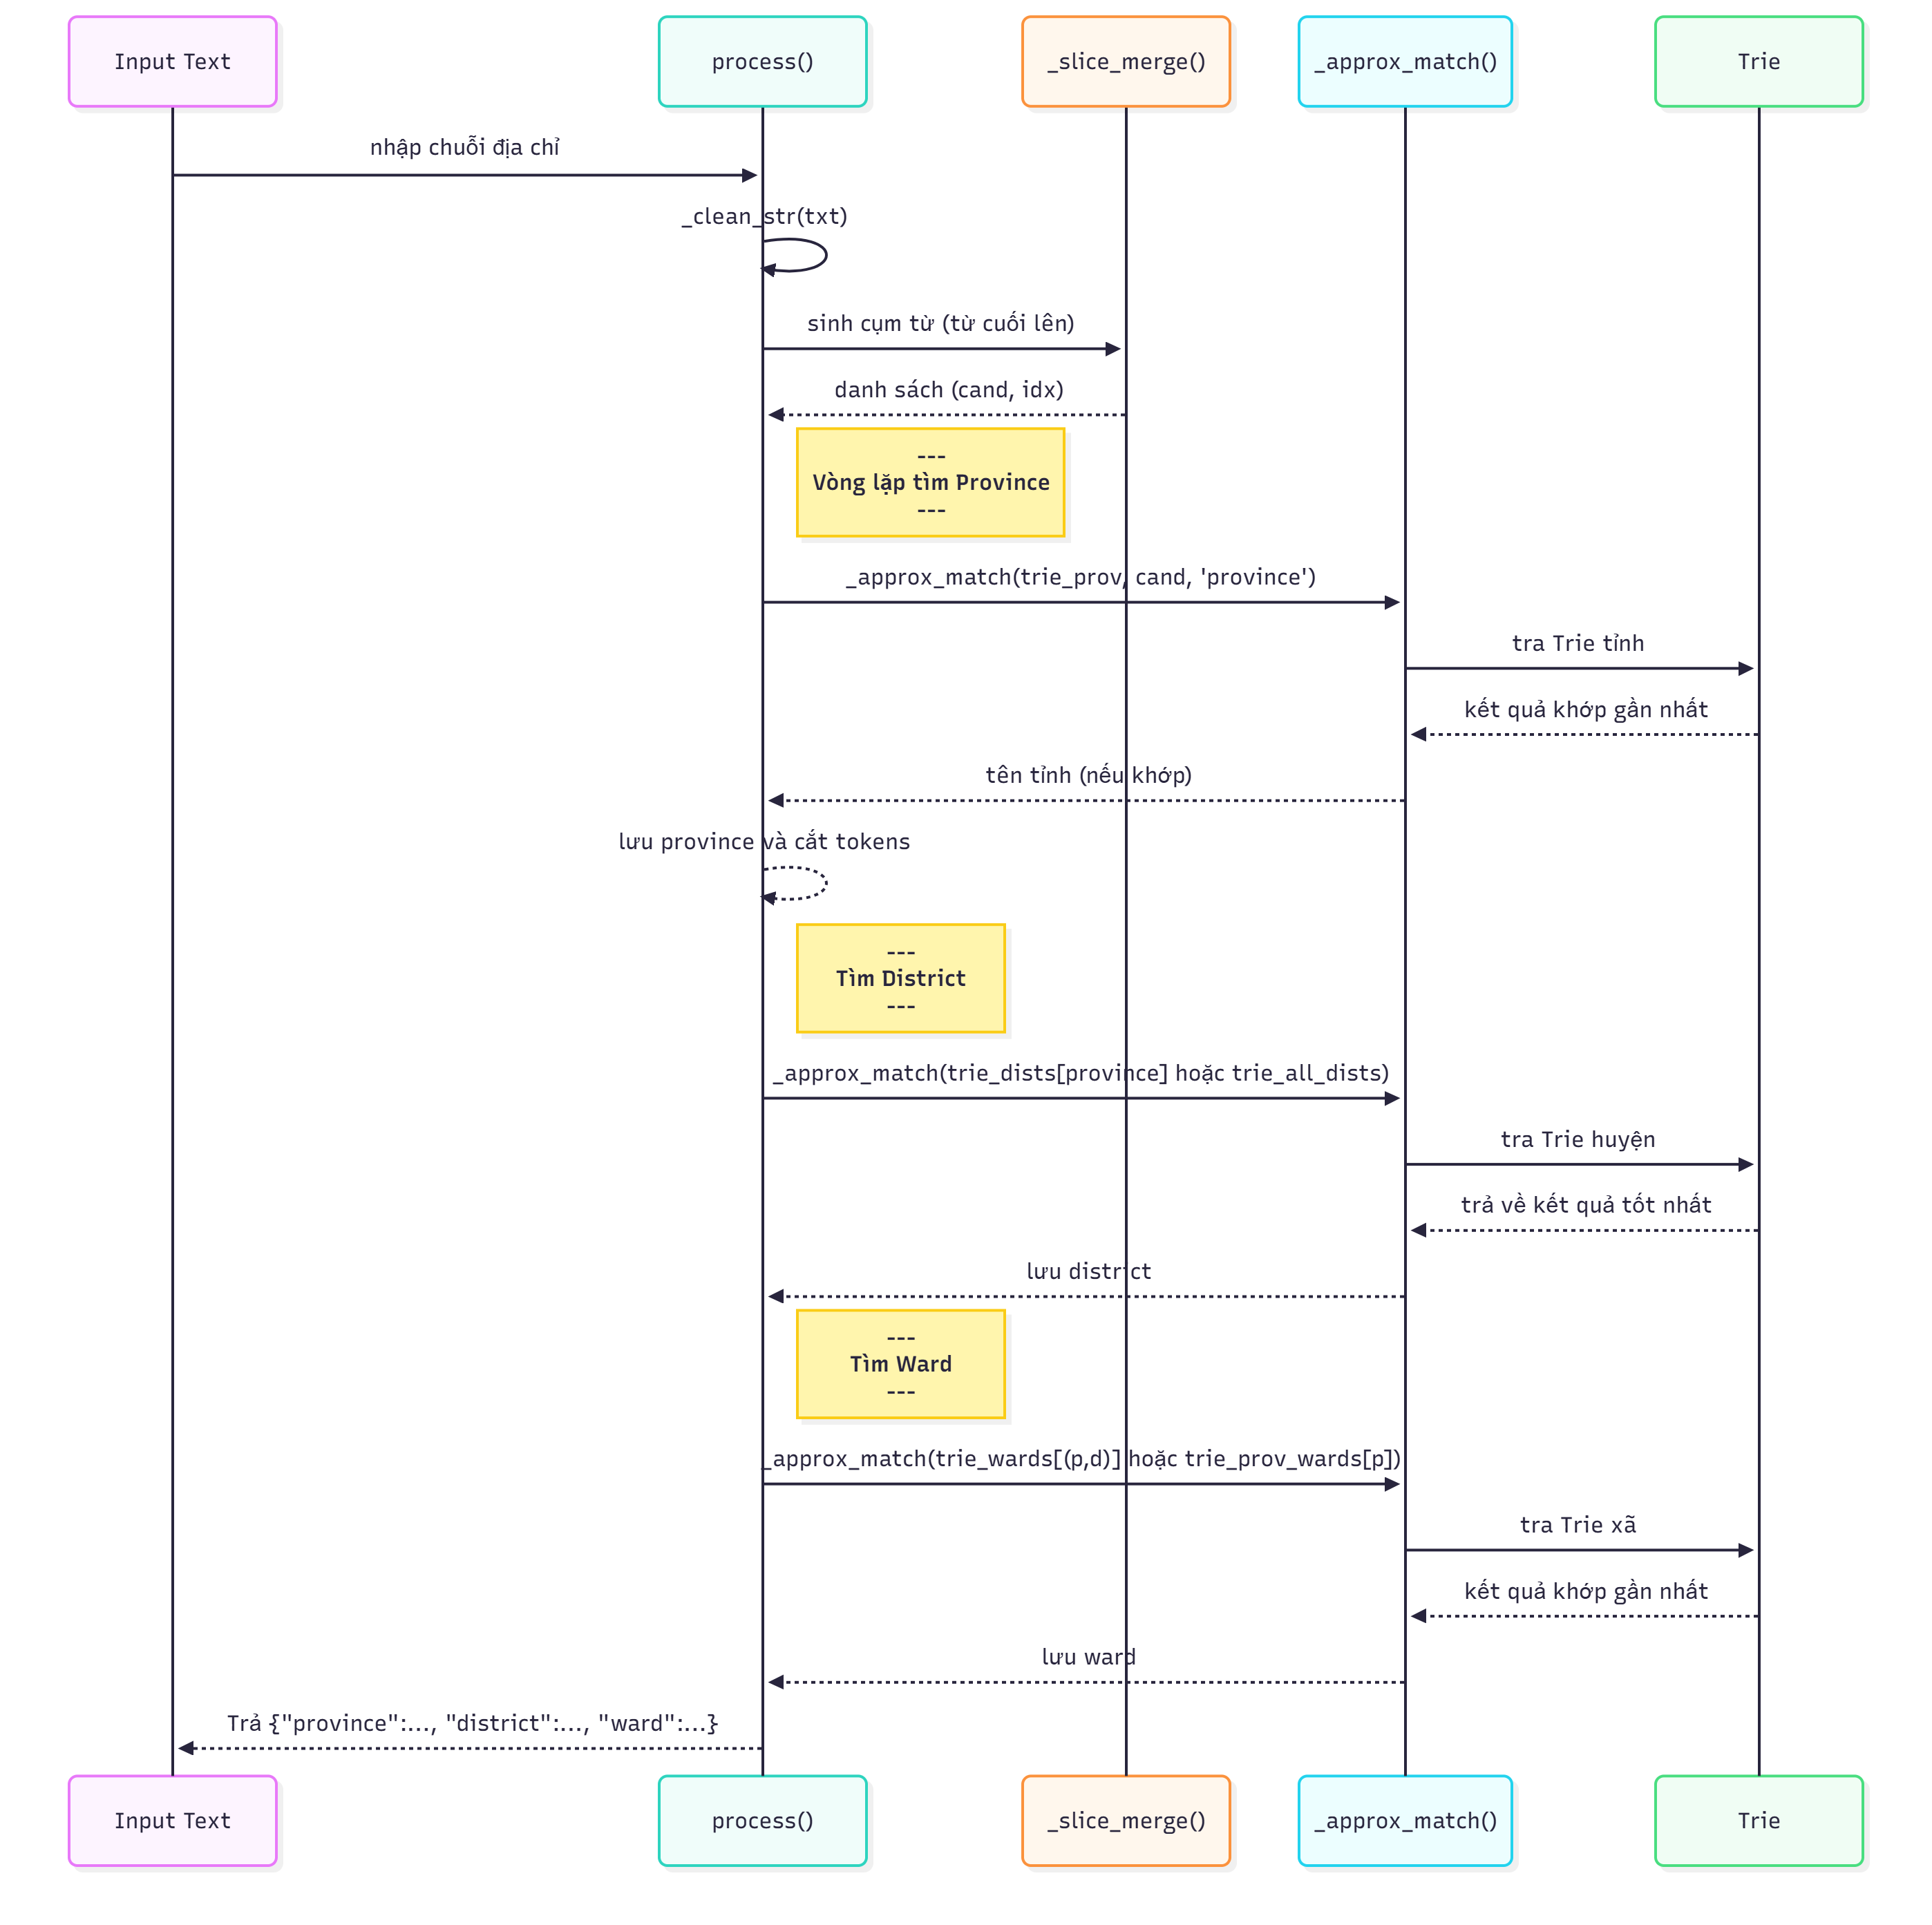 Input Text
process()
_slice_merge()
_approx_match()
Trie
nhập chuỗi địa chỉ
_clean_str(txt)
sinh cụm từ (từ cuối lên)
danh sách (cand, idx)
---
Vòng lặp tìm Province
---
_approx_match(trie_prov, cand, 'province')
tra Trie tỉnh
kết quả khớp gần nhất
tên tỉnh (nếu khớp)
lưu province và cắt tokens
---
Tìm District
---
_approx_match(trie_dists[province] hoặc trie_all_dists)
tra Trie huyện
trả về kết quả tốt nhất
lưu district
---
Tìm Ward
---
_approx_match(trie_wards[(p,d)] hoặc trie_prov_wards[p])
tra Trie xã
kết quả khớp gần nhất
lưu ward
Trả {"province":..., "district":..., "ward":...}
Input Text
process()
_slice_merge()
_approx_match()
Trie